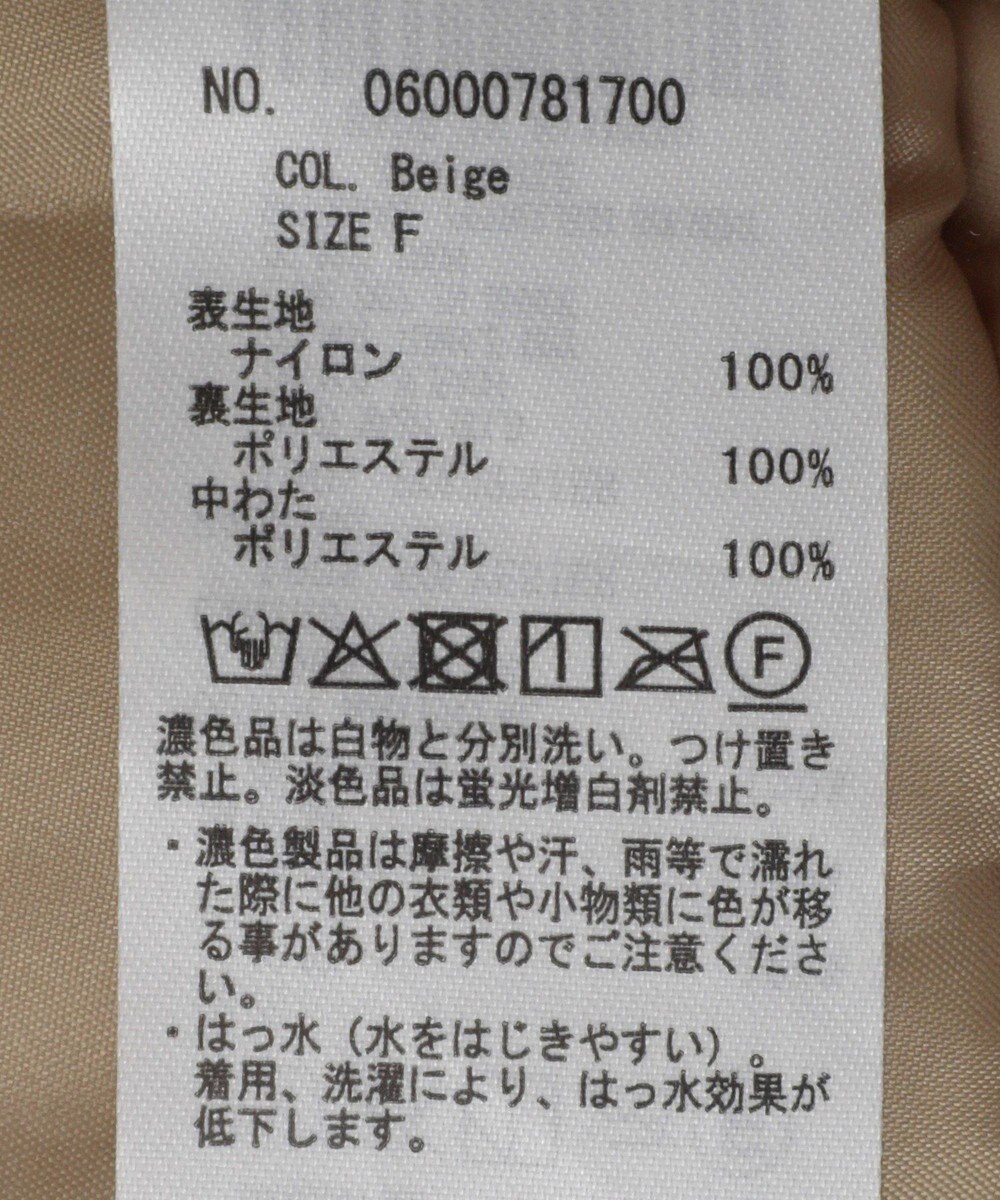 NO. 06000781700
COL. Beige
SIZE F
表生地
ナイロン 100%
裏生地
ポリエステル 100%
中わた
ポリエステル 100%
F
濃色品は白物と分別洗い。つけ置き
禁止。淡色品は蛍光増白剤禁止。
・濃色製品は摩擦や汗、雨等で濡れ
た際に他の衣類や小物類に色が移
る事がありますのでご注意くださ
い。
・はっ水（水をはじきやすい）。
着用、洗濯により、はっ水効果が
低下します。